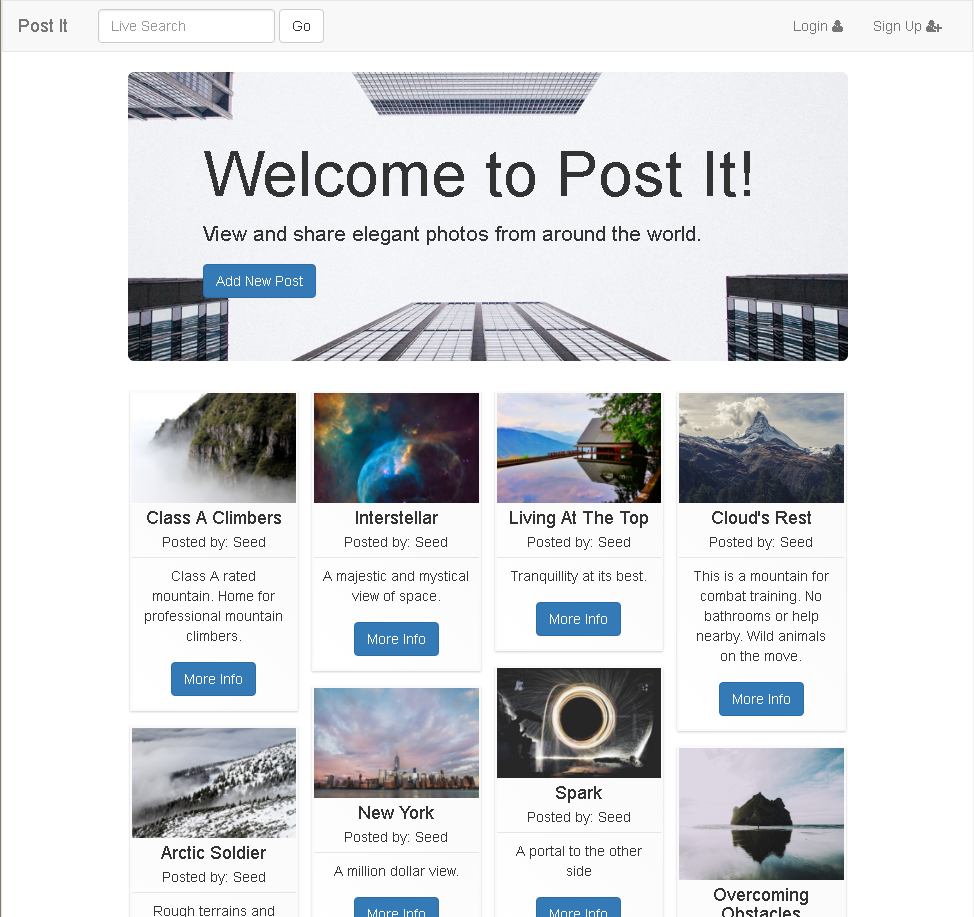 Post It
Live Search
Go
Login
Sign Up
Welcome to Post It!
View and share elegant photos from around the world.
Add New Post
Class A Climbers
Posted by: Seed
Class A rated
mountain. Home for
professional mountain
climbers.
More Info
Interstellar
Posted by: Seed
A majestic and mystical
view of space.
More Info
Living At The Top
Posted by: Seed
Tranquillity at its best.
More Info
Cloud's Rest
Posted by: Seed
This is a mountain for
combat training. No
bathrooms or help
nearby. Wild animals
on the move.
More Info
Arctic Soldier
Posted by: Seed
Rough terrains and
New York
Posted by: Seed
A million dollar view.
More Info
Spark
Posted by: Seed
A portal to the other
side
More Info
Overcoming
Obstacles